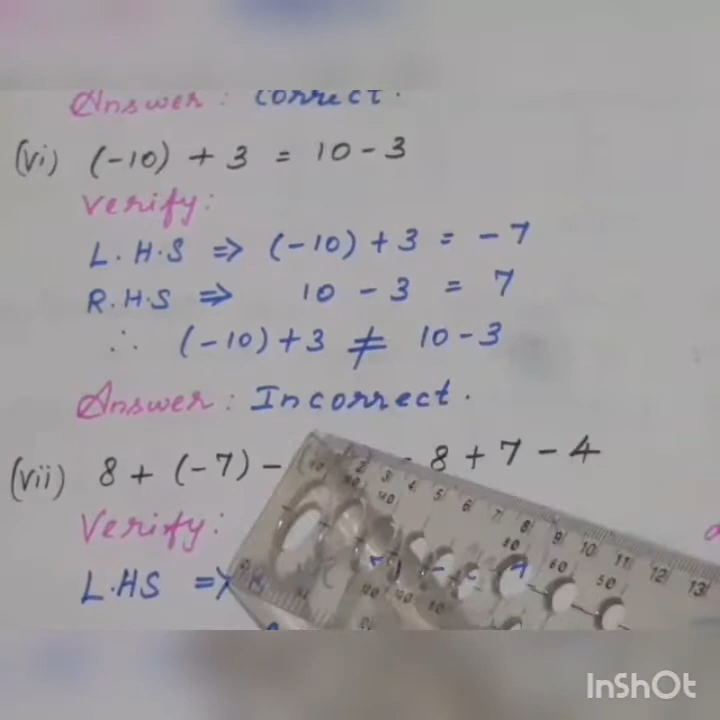 Answer: correct.
(vi) (-10) + 3 = 10 - 3
Verify:
L.H.S ⇒ (-10) + 3 = -7
R.H.S ⇒ 10 - 3 = 7
∴ (-10) + 3 ≠ 10 - 3
Answer: Incorrect.
(vii) 8 + (-7) - 8 + 7 - 4
Verify:
L.HS ⇒
InShOt